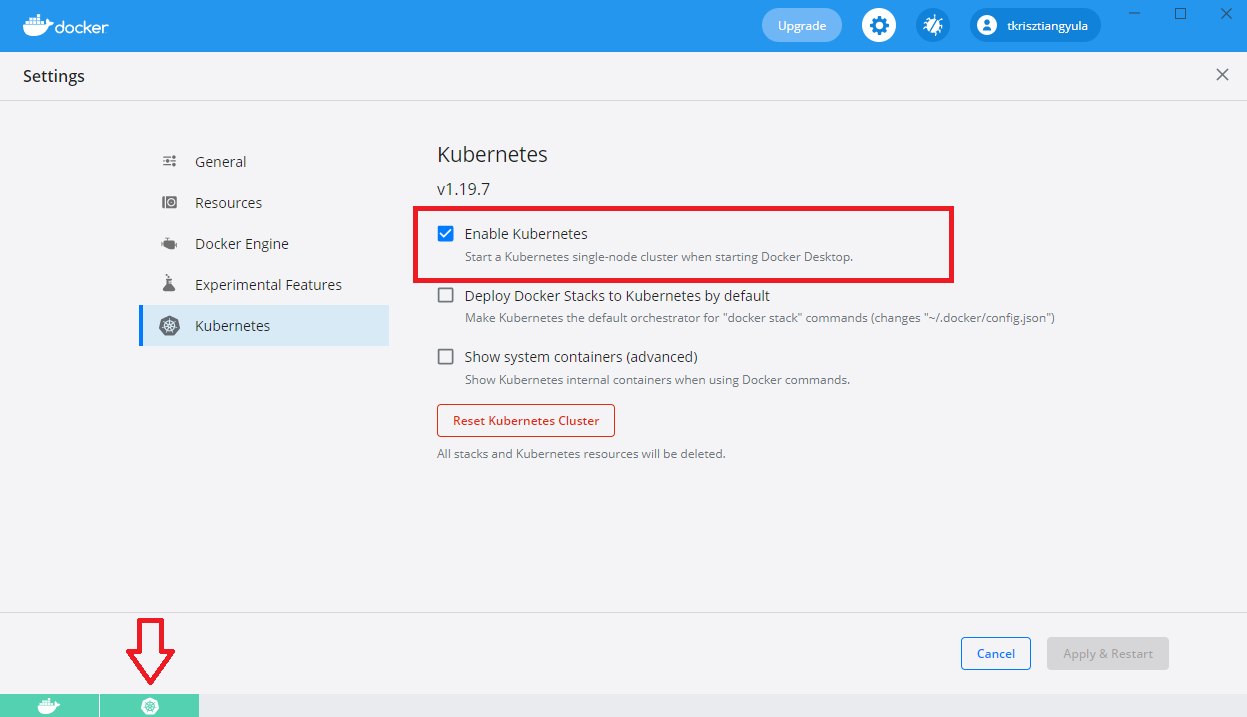 docker
Upgrade
tkrisztiangyula
Settings
General
Resources
Docker Engine
Experimental Features
Kubernetes
Kubernetes
v1.19.7
Enable Kubernetes
Start a Kubernetes single-node cluster when starting Docker Desktop.
Deploy Docker Stacks to Kubernetes by default
Make Kubernetes the default orchestrator for "docker stack" commands (changes "~/.docker/config.json")
Show system containers (advanced)
Show Kubernetes internal containers when using Docker commands.
Reset Kubernetes Cluster
All stacks and Kubernetes resources will be deleted.
Cancel
Apply & Restart